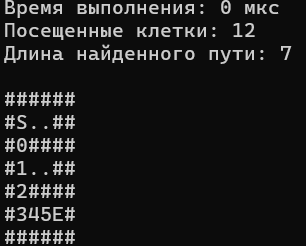 Время выполнения: 0 мкс
Посещенные клетки: 12
Длина найденного пути: 7

######
#S..##
#0####
#1..##
#2####
#345E#
######